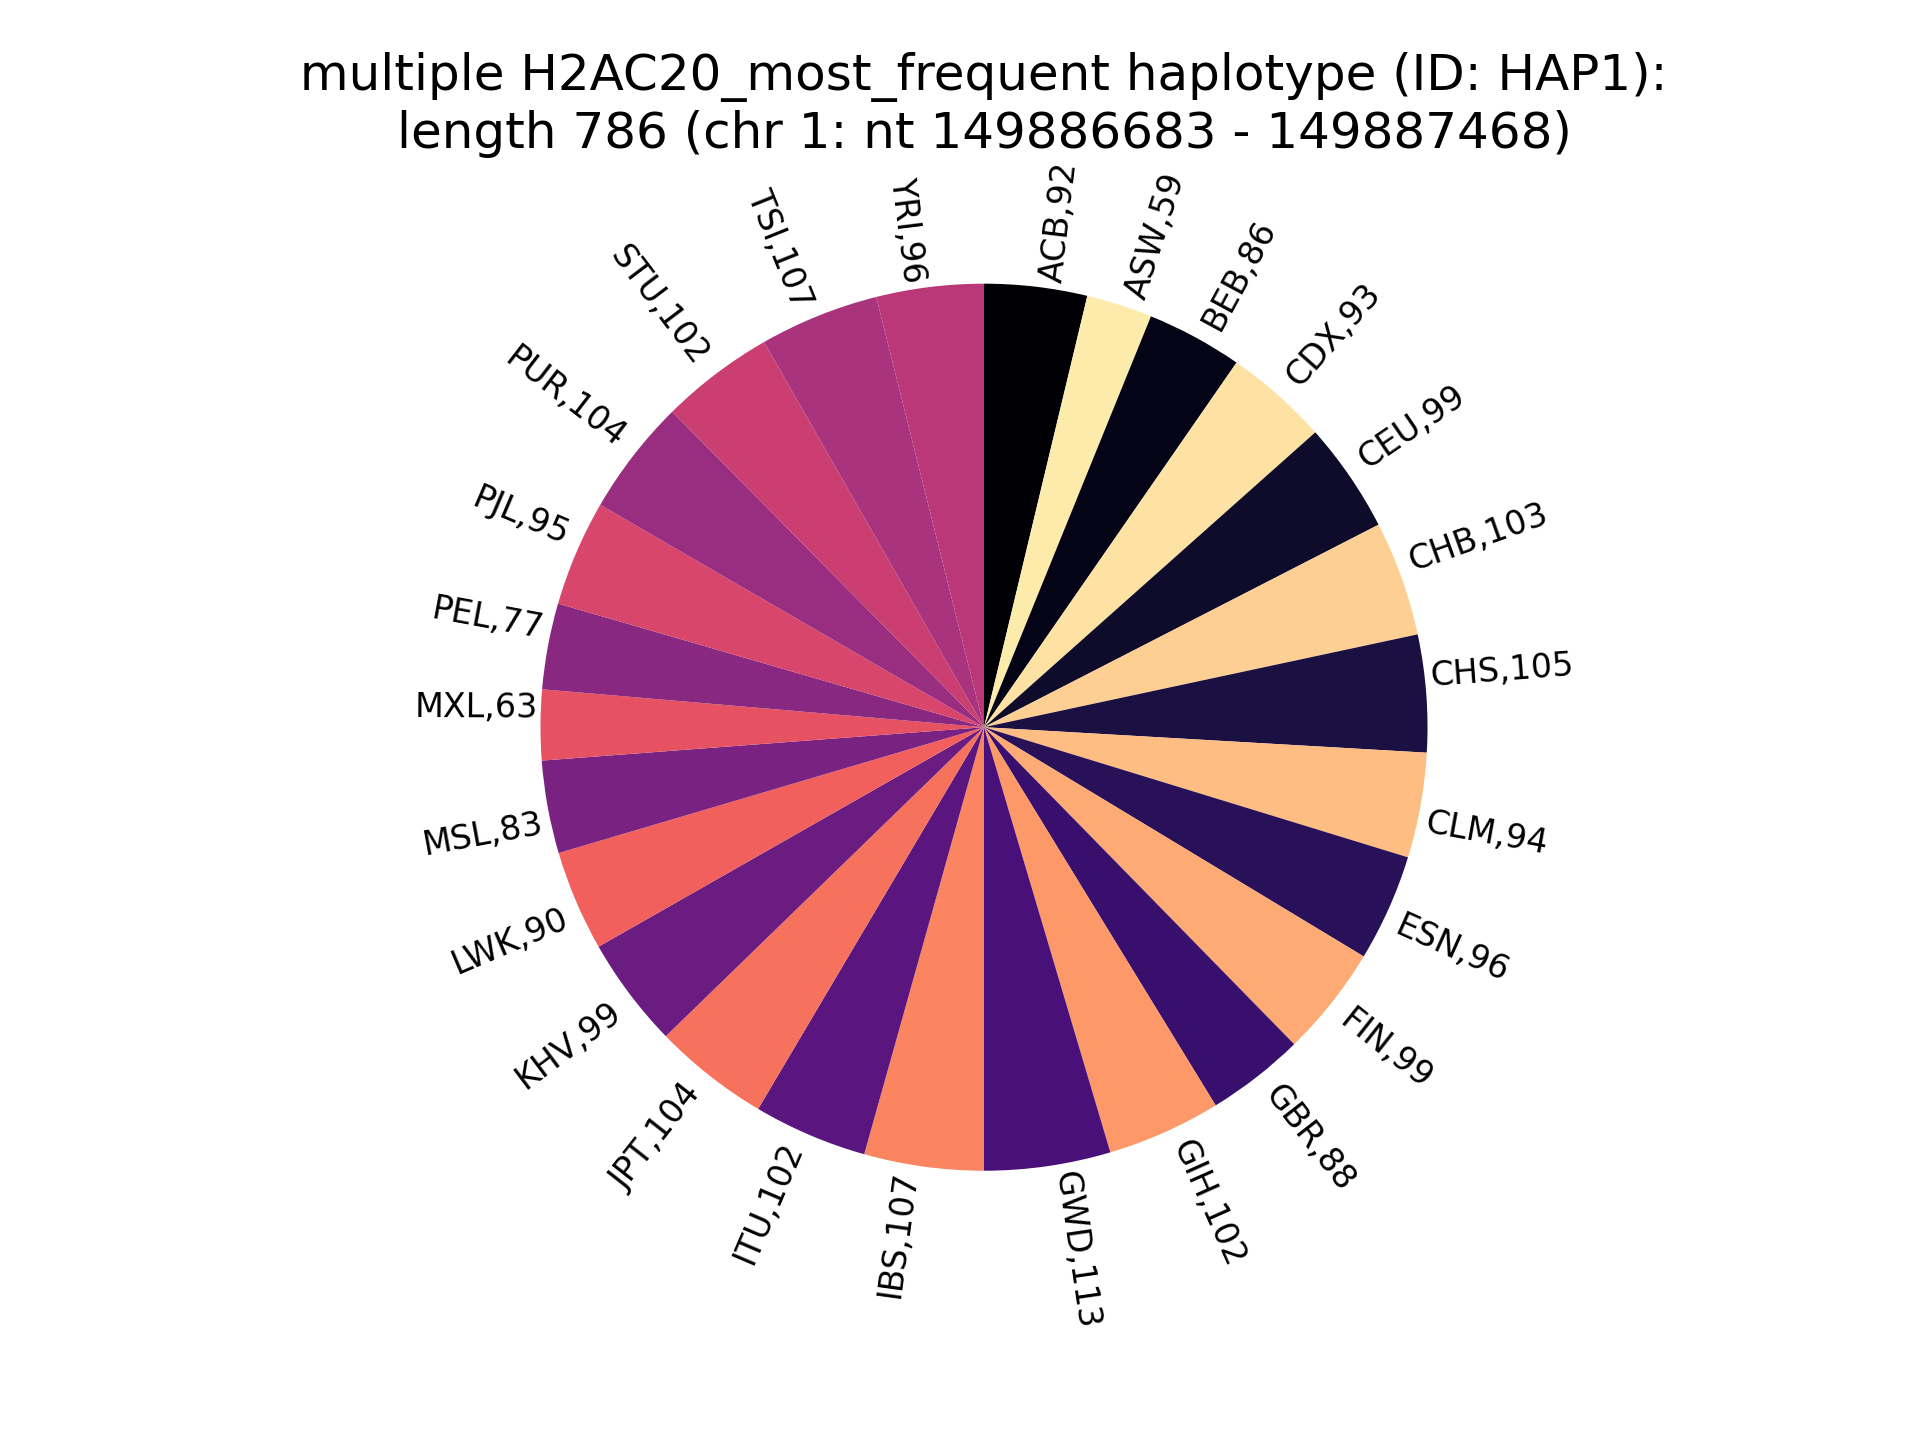 multiple H2AC20_most_frequent haplotype (ID: HAP1):
length 786 (chr 1: nt 149886683 - 149887468)
ACB,92
ASW,59
BEB,86
CDX,93
CEU,99
CHB,103
CHS,105
CLM,94
ESN,96
FIN,99
GBR,88
GIH,102
GWD,113
IBS,107
ITU,102
JPT,104
KHV,99
LWK,90
MSL,83
MXL,63
PEL,77
PJL,95
PUR,104
STU,102
TSI,107
YRI,96